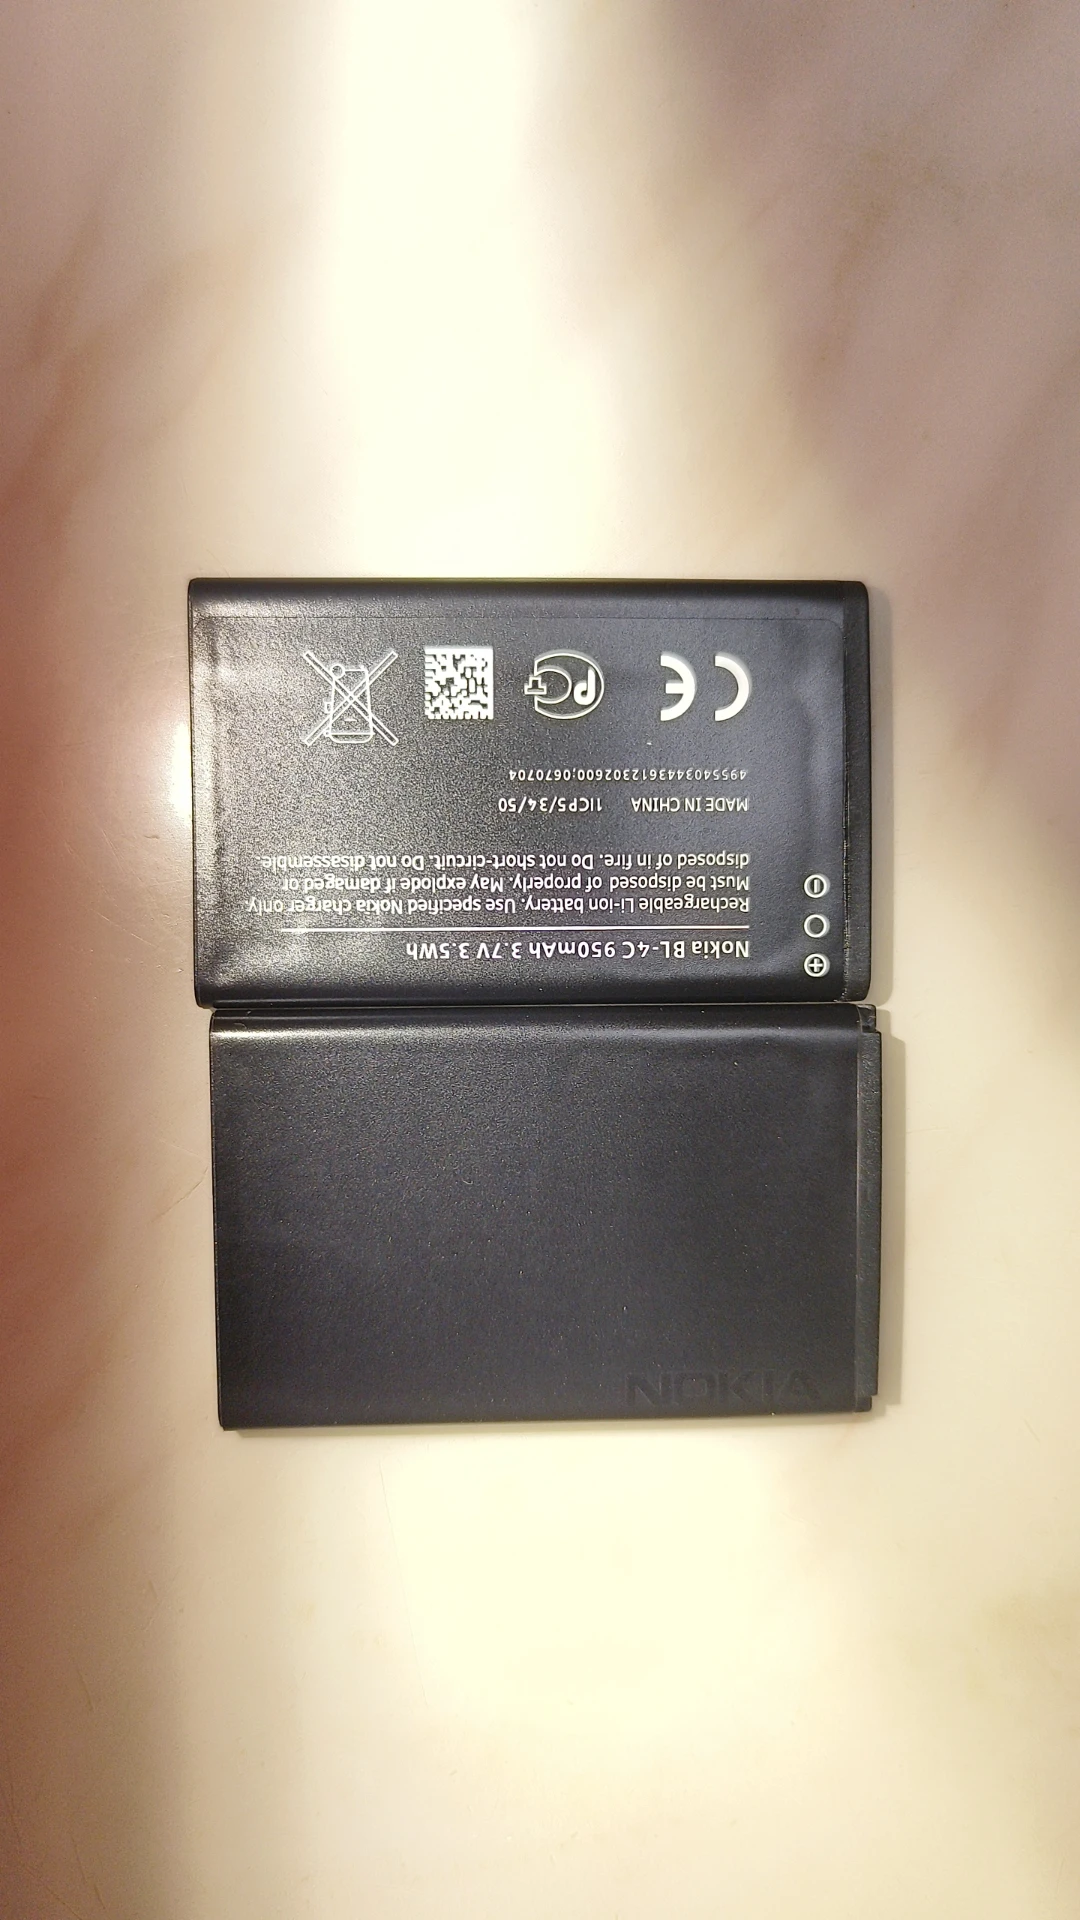 Nokia BL-4C 950mAh 3.7V 3.5Wh
Rechargeable Li-ion battery. Use specified Nokia charger only.
Must be disposed of properly. May explode if damaged or
disposed of in fire. Do not short-circuit. Do not disassemble.
MADE IN CHINA 1ICP5/34/50
4955403443612302600;0670704
CE
NOKIA